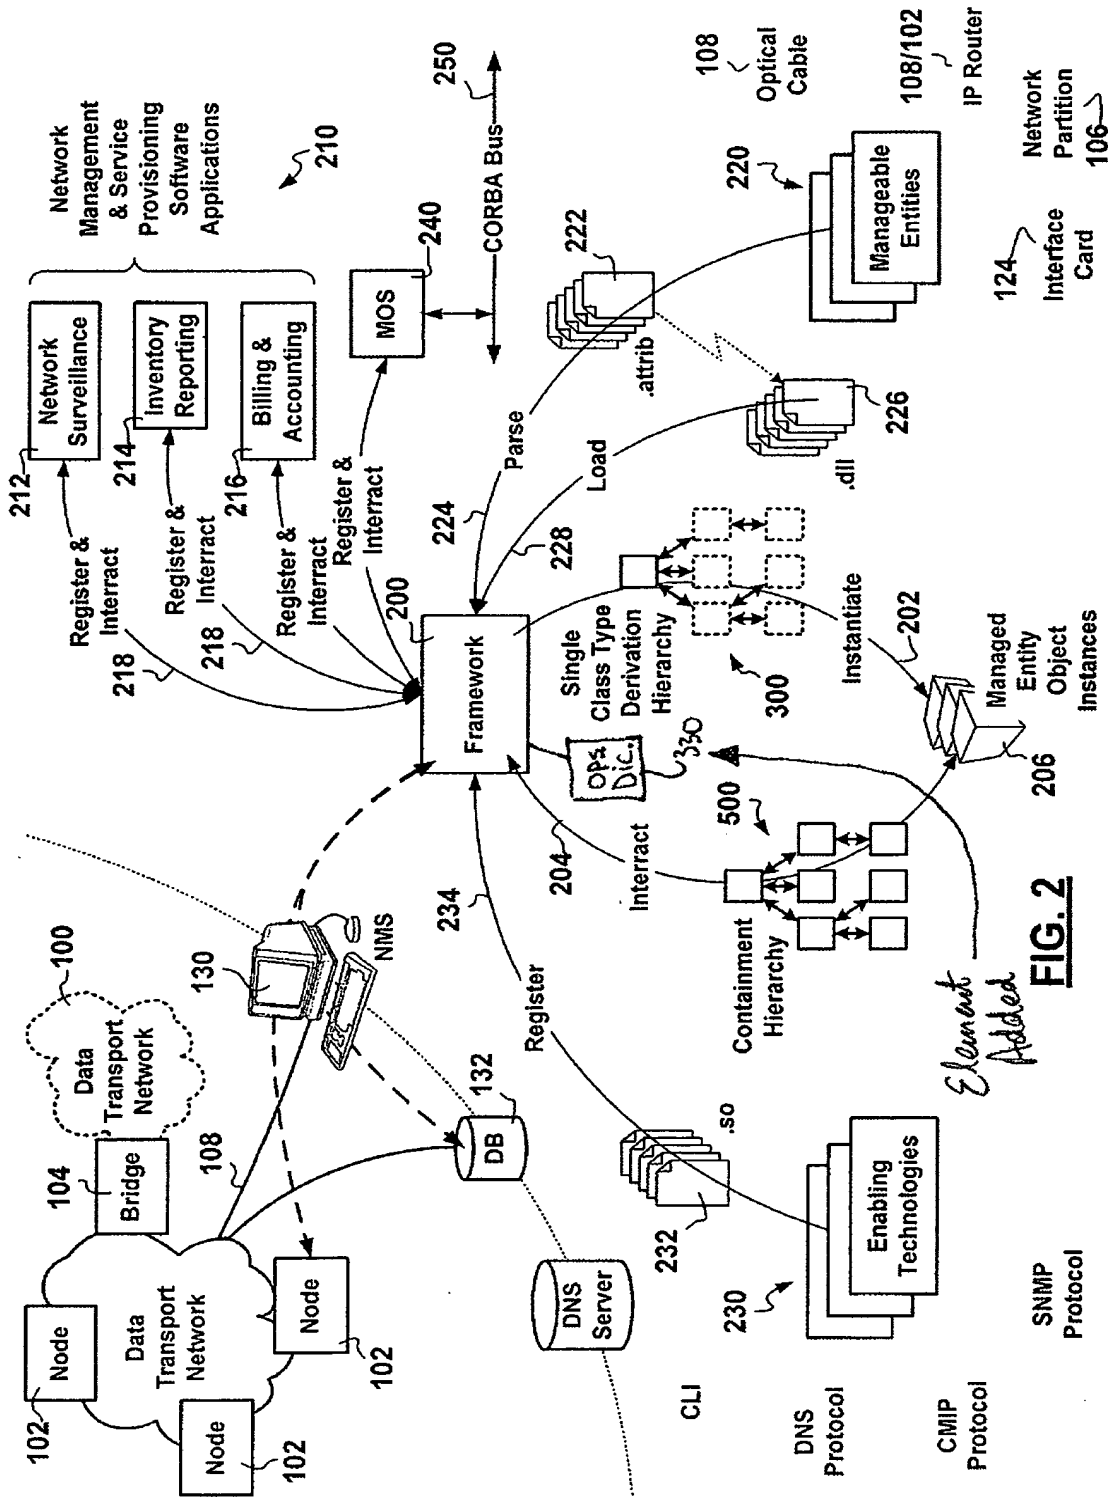 Network
Management
& Service
Provisioning
Software
Applications
210
212
Network
Surveillance
214
Inventory
Reporting
216
Billing &
Accounting
Register &
Interract
218
Register &
Interract
218
Register &
Interract
Register &
Interract
MOS
240
CORBA Bus
250
100
Data
Transport
Network
104
Bridge
Node
102
Data
Transport
Network
Node
102
Node
102
108
130
NMS
DB
132
DNS
Server
200
Framework
224
Parse
228
Load
.attrib
222
.dll
226
220
Manageable
Entities
108
Optical
Cable
108/102
IP Router
Network
Partition
106
124
Interface
Card
Single
Class Type
Derivation
Hierarchy
300
Instantiate
202
Managed
Entity
Object
Instances
206
OPs
Dic.
330
204
Interract
500
Containment
Hierarchy
234
Register
.so
232
230
Enabling
Technologies
CLI
DNS
Protocol
CMIP
Protocol
SNMP
Protocol
Element
Added
FIG. 2